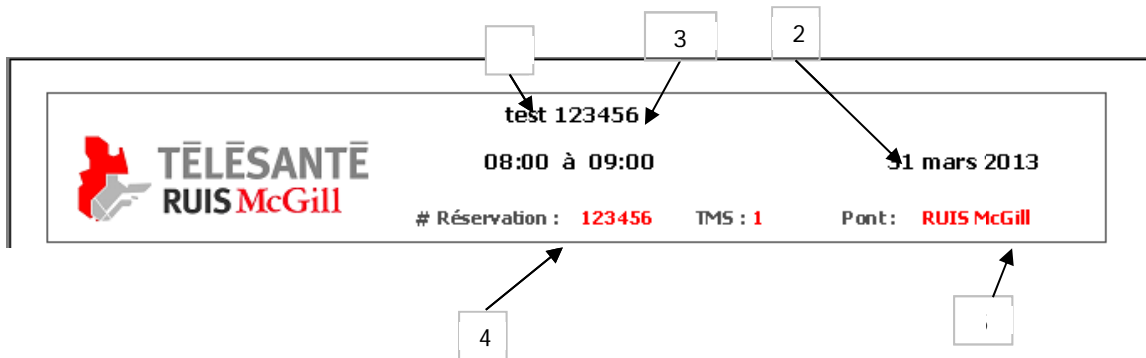 3 2
test 123456
TĒLĒSANTĒ
RUIS McGill
08:00 à 09:00
31 mars 2013
# Réservation : 123456 TMS : 1 Pont : RUIS McGill
4